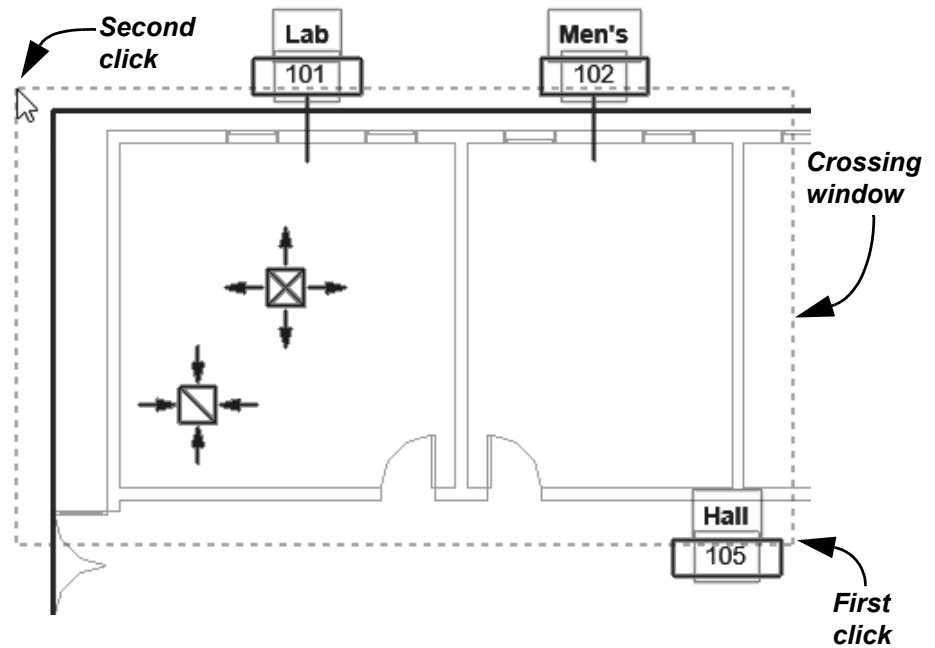 Second
click
Lab
101
Men's
102
Crossing
window
Hall
105
First
click